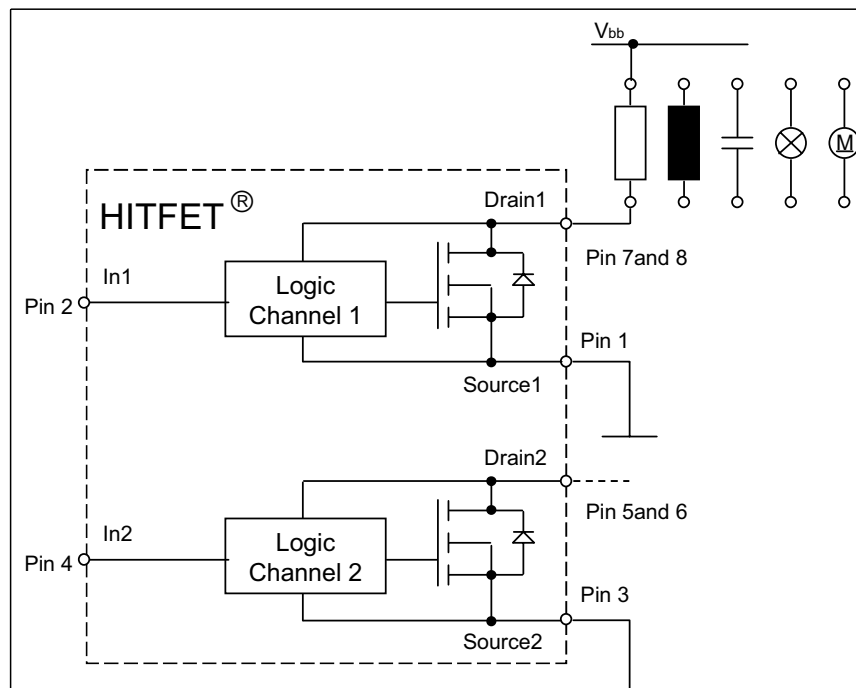 Vbb
M
HITFET ®
Drain1
Pin 7and 8
In1
Pin 2
Logic
Channel 1
Pin 1
Source1
Drain2
Pin 5and 6
In2
Pin 4
Logic
Channel 2
Pin 3
Source2